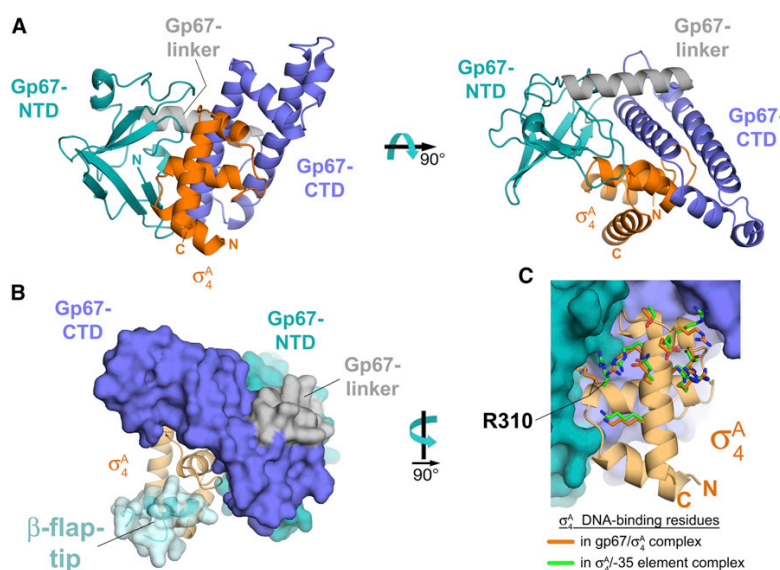 A
Gp67-
linker
Gp67-
NTD
N
Gp67-
CTD
C
N
σ₄ᴬ
90°
Gp67-
linker
Gp67-
NTD
Gp67-
CTD
N
C
σ₄ᴬ
B
Gp67-
CTD
Gp67-
NTD
Gp67-
linker
σ₄ᴬ
β-flap-
tip
90°
C
R310
σ₄ᴬ
C
N
σ₄ᴬ DNA-binding residues
in gp67/σ₄ᴬ complex
in σ₄ᴬ/-35 element complex